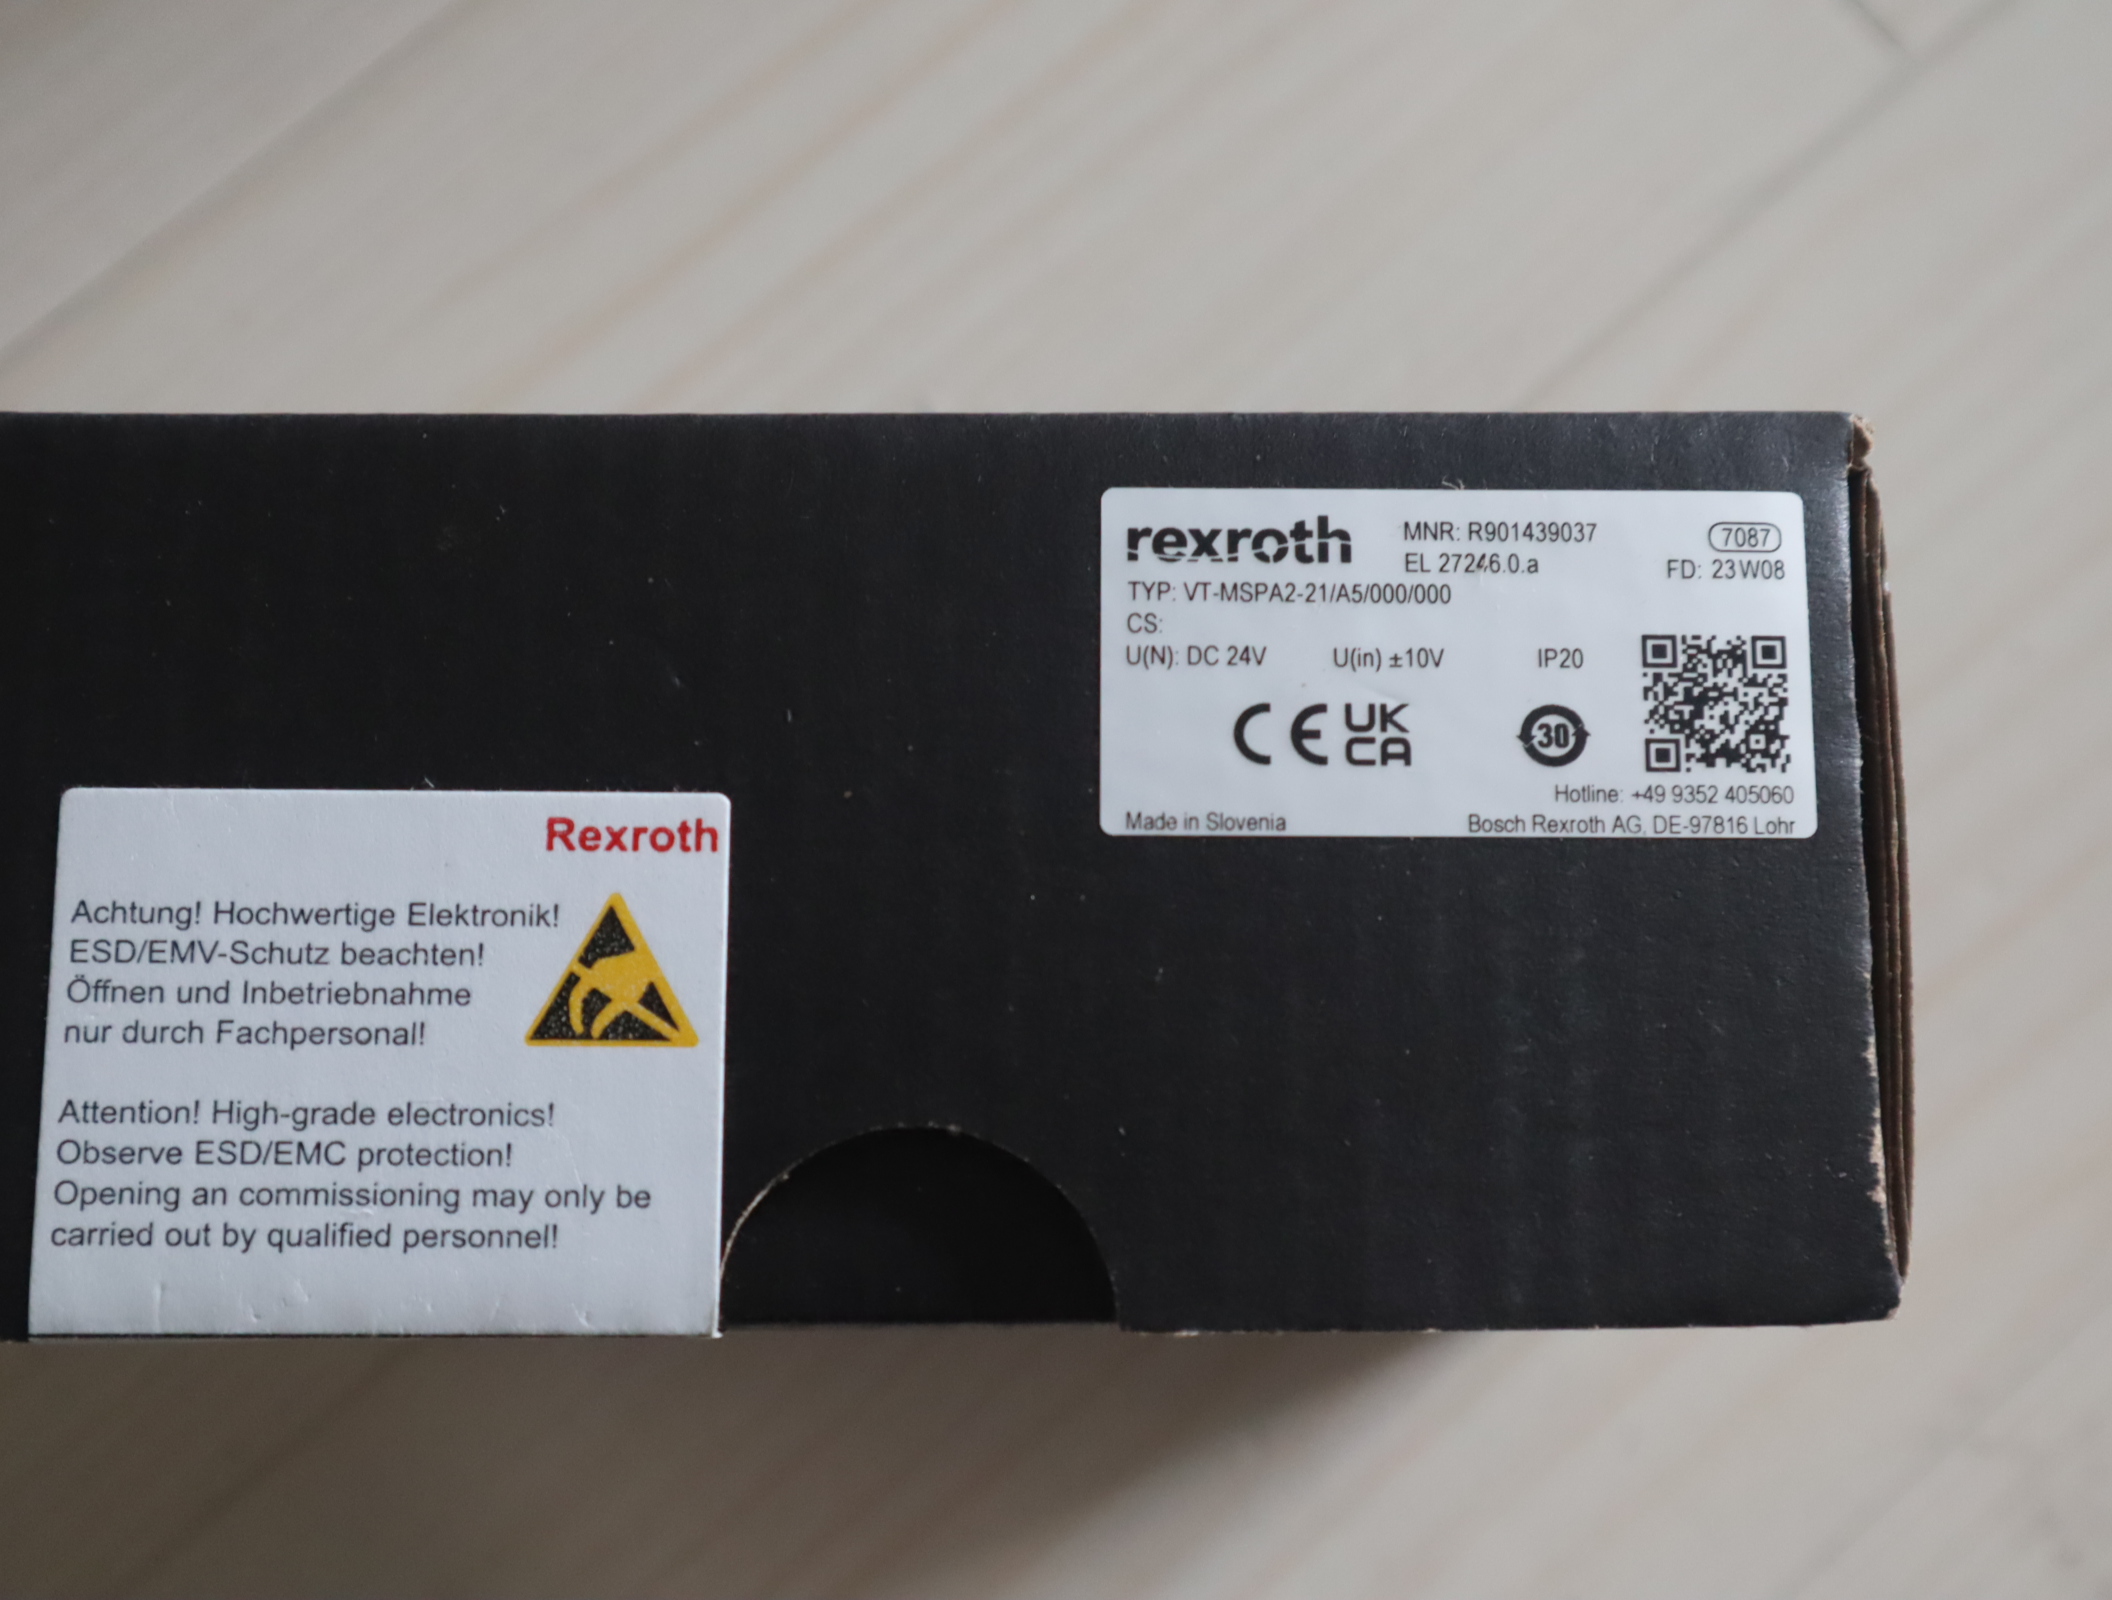 rexroth
MNR: R901439037
7087
EL 27246.0.a
FD: 23W08
TYP: VT-MSPA2-21/A5/000/000
CS:
U(N): DC 24V U(in) ±10V IP20
CE UK CA
30
Hotline: +49 9352 405060
Made in Slovenia
Bosch Rexroth AG, DE-97816 Lohr
Rexroth
Achtung! Hochwertige Elektronik!
ESD/EMV-Schutz beachten!
Öffnen und Inbetriebnahme
nur durch Fachpersonal!
Attention! High-grade electronics!
Observe ESD/EMC protection!
Opening an commissioning may only be
carried out by qualified personnel!